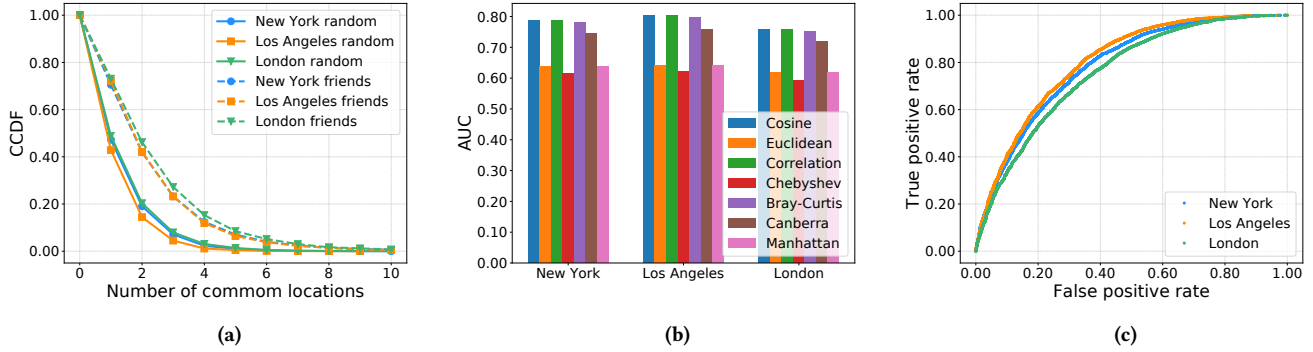 1.00
0.80
0.60
0.40
0.20
0.00
CCDF
0
2
4
6
8
10
Number of commom locations
New York random
Los Angeles random
London random
New York friends
Los Angeles friends
London friends
(a)
0.80
0.70
0.60
0.50
0.40
0.30
0.20
0.10
0.00
AUC
New York
Los Angeles
London
Cosine
Euclidean
Correlation
Chebyshev
Bray-Curtis
Canberra
Manhattan
(b)
1.00
0.80
0.60
0.40
0.20
0.00
True positive rate
0.00
0.20
0.40
0.60
0.80
1.00
False positive rate
New York
Los Angeles
London
(c)